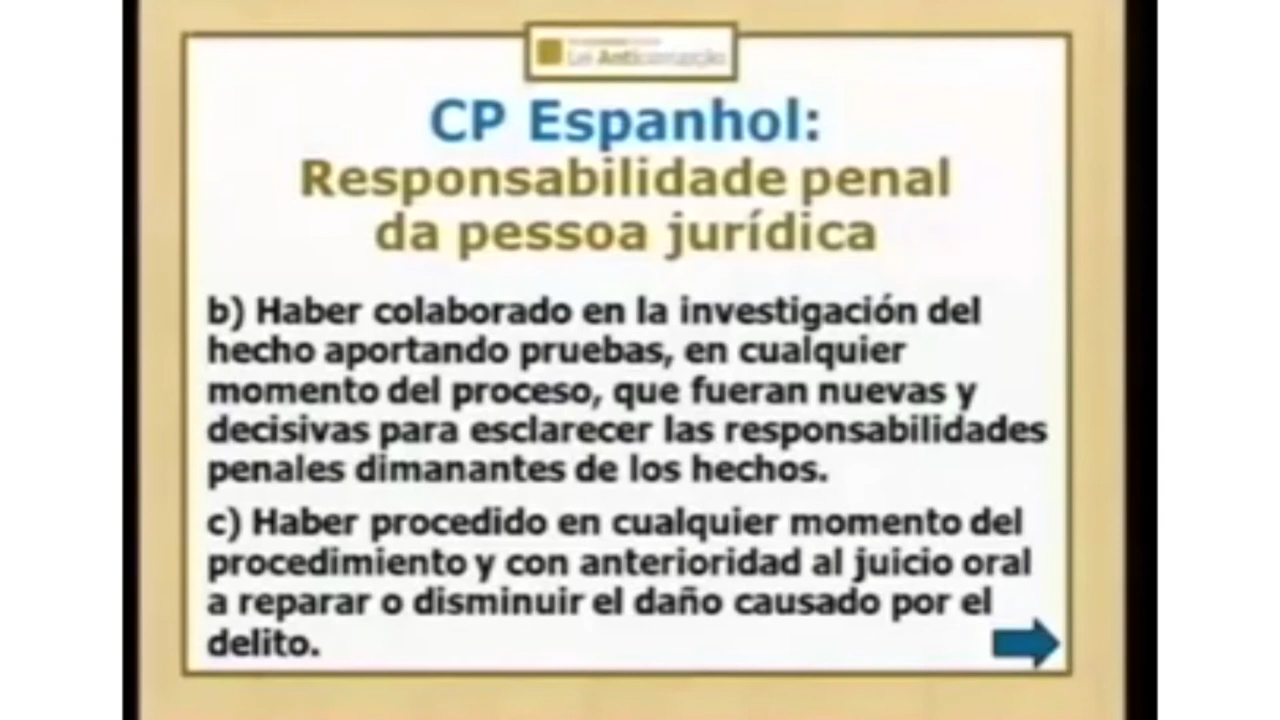 Lei Anticorrupção
CP Espanhol:
Responsabilidade penal
da pessoa jurídica
b) Haber colaborado en la investigación del
hecho aportando pruebas, en cualquier
momento del proceso, que fueran nuevas y
decisivas para esclarecer las responsabilidades
penales dimanantes de los hechos.
c) Haber procedido en cualquier momento del
procedimiento y con anterioridad al juicio oral
a reparar o disminuir el daño causado por el
delito.